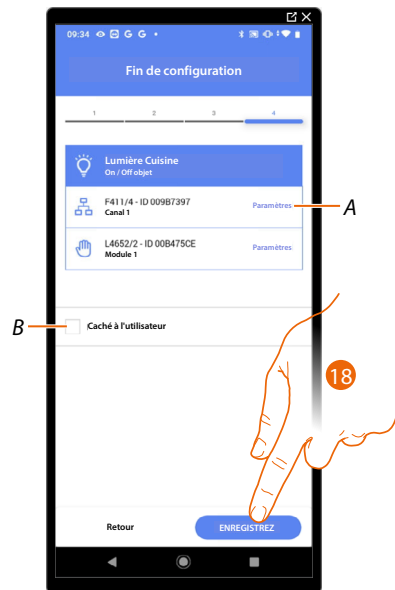 09:34 G G
Fin de configuration
1 2 3 4
Lumière Cuisine
On / Off objet
F411/4 - ID 009B7397
Canal 1
Paramètres
A
L4652/2 - ID 00B475CE
Module 1
Paramètres
B
Caché à l'utilisateur
18
Retour
ENREGISTREZ